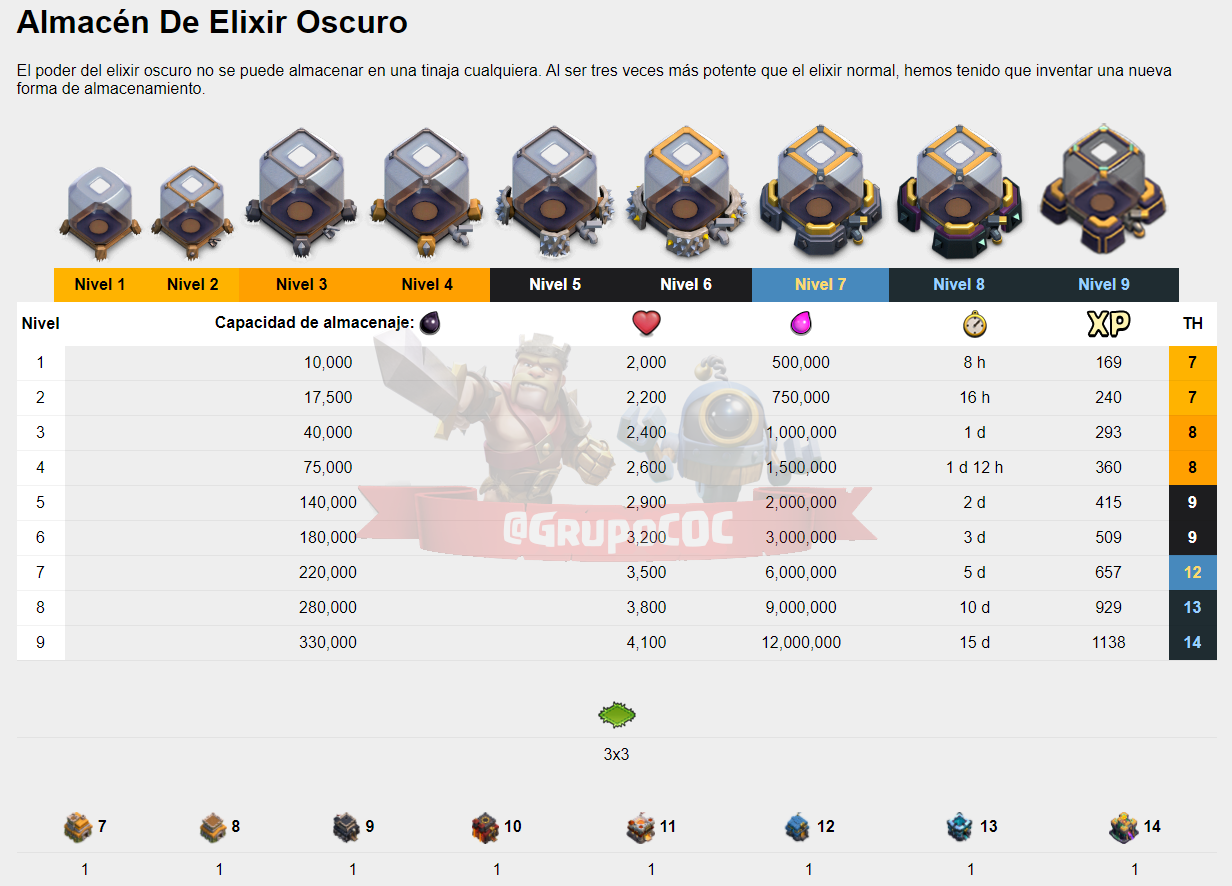 Almacén De Elixir Oscuro
El poder del elixir oscuro no se puede almacenar en una tinaja cualquiera. Al ser tres veces más potente que el elixir normal, hemos tenido que inventar una nueva
forma de almacenamiento.
Nivel 1 Nivel 2 Nivel 3 Nivel 4 Nivel 5 Nivel 6 Nivel 7 Nivel 8 Nivel 9
Nivel Capacidad de almacenaje: XP TH
1 10,000 2,000 500,000 8 h 169 7
2 17,500 2,200 750,000 16 h 240 7
3 40,000 2,400 1,000,000 1 d 293 8
4 75,000 2,600 1,500,000 1 d 12 h 360 8
5 140,000 2,900 2,000,000 2 d 415 9
6 180,000 3,200 3,000,000 3 d 509 9
@GrupoCOC
7 220,000 3,500 6,000,000 5 d 657 12
8 280,000 3,800 9,000,000 10 d 929 13
9 330,000 4,100 12,000,000 15 d 1138 14
3x3
7 8 9 10 11 12 13 14
1 1 1 1 1 1 1 1